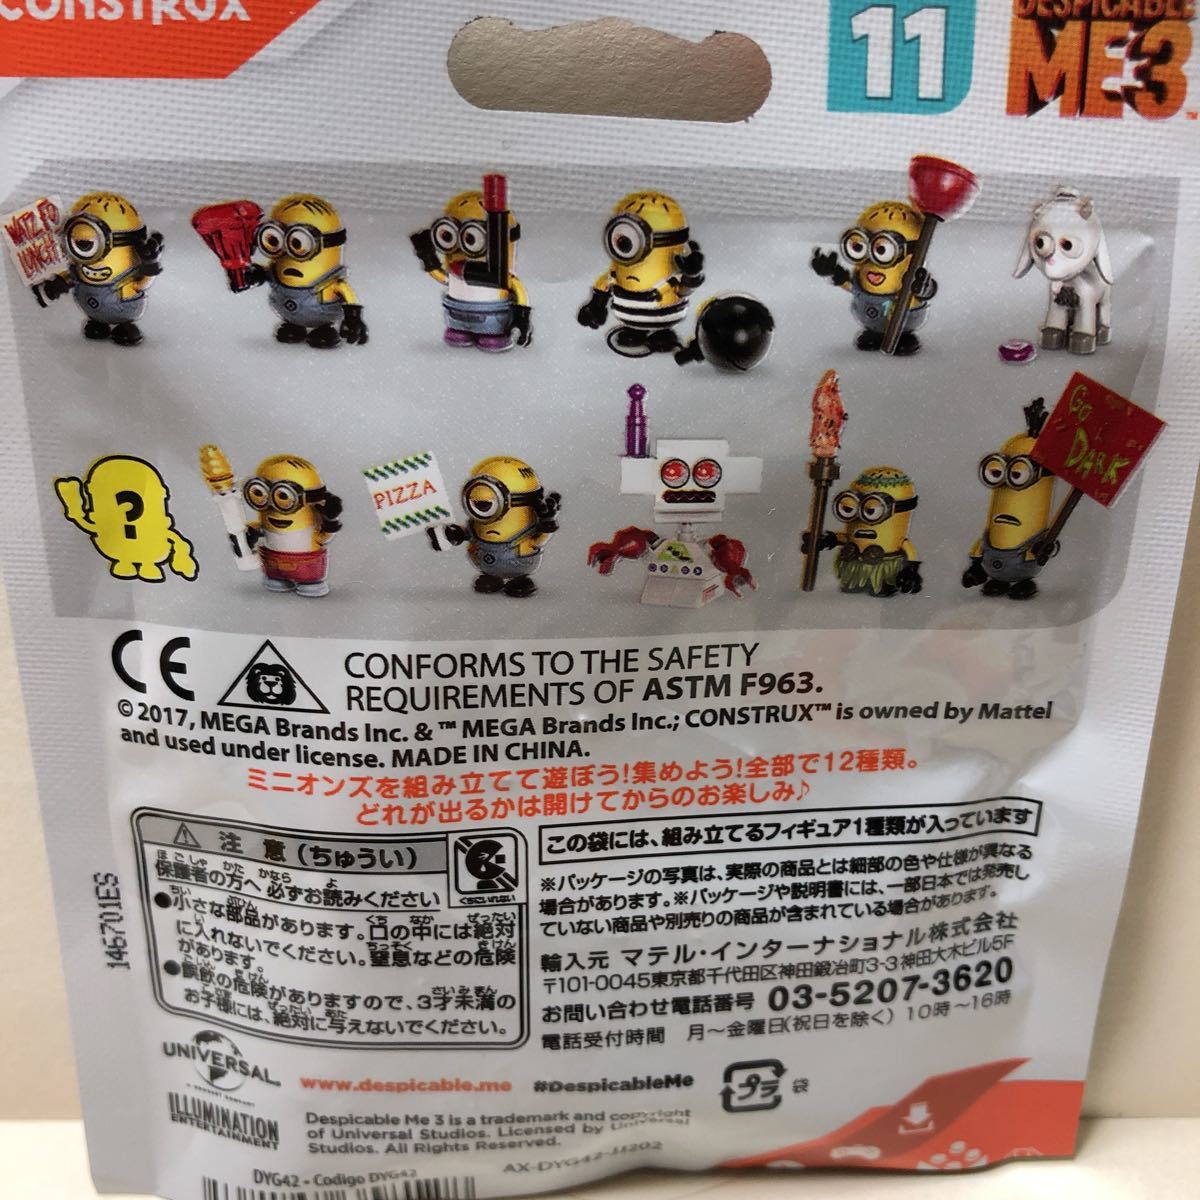 CONSTRUX
11
DESPICABLE
ME3™
WATZ FO
LUNCH!
?
PIZZA
GO
DARK
CE
CONFORMS TO THE SAFETY
REQUIREMENTS OF ASTM F963.
© 2017, MEGA Brands Inc. & ™ MEGA Brands Inc.; CONSTRUX™ is owned by Mattel
and used under license. MADE IN CHINA.
ミニオンズを組み立てて遊ぼう!集めよう!全部で12種類。
どれが出るかは開けてからのお楽しみ♪
注 意(ちゅうい)
くちにいれない
保護者の方へ 必ずお読みください
●小さな部品があります。口の中には絶対
に入れないでください。窒息などの危険
があります。
●誤飲の危険がありますので、3才未満の
お子様には、絶対に与えないでください。
この袋には、組み立てるフィギュア1種類が入っています
※パッケージの写真は、実際の商品とは細部の色や仕様が異なる
場合があります。※パッケージや説明書には、一部日本では発売し
ていない商品や別売りの商品が含まれている場合があります。
輸入元 マテル・インターナショナル株式会社
〒101-0045東京都千代田区神田鍛冶町3-3 神田大木ビル5F
お問い合わせ電話番号 03-5207-3620
電話受付時間 月～金曜日(祝日を除く) 10時～16時
146701ES
UNIVERSAL
A COMCAST COMPANY
ILLUMINATION
ENTERTAINMENT
www.despicable.me #DespicableMe
プラ
袋
Despicable Me 3 is a trademark and copyright
of Universal Studios. Licensed by Universal
Studios. All Rights Reserved.
DYG42 • Codigo DYG42
AX-DYG42-JJ202